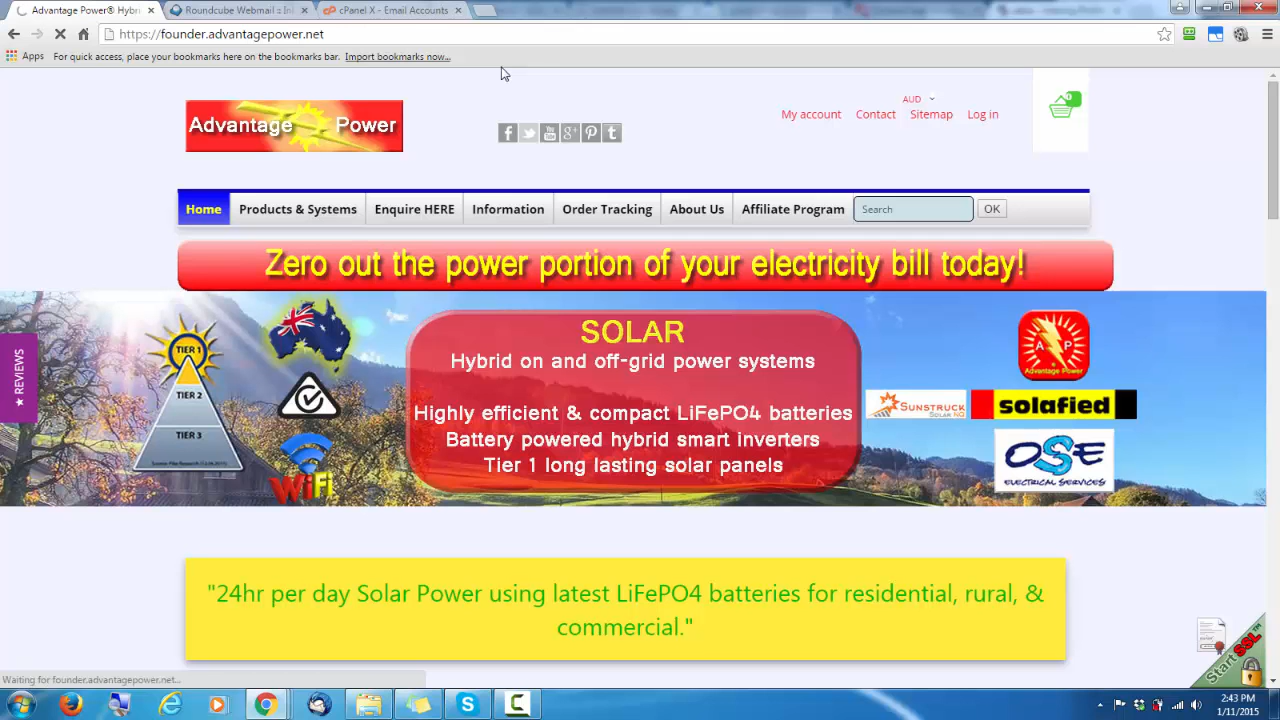 Advantage Power® Hybri
Roundcube Webmail :: In
cPanel X - Email Accounts
https://founder.advantagepower.net
Apps
For quick access, place your bookmarks here on the bookmarks bar. Import bookmarks now...
Advantage Power
AUD
My account
Contact
Sitemap
Log in
0
f
You
g+
t
Home
Products & Systems
Enquire HERE
Information
Order Tracking
About Us
Affiliate Program
Search
OK
Zero out the power portion of your electricity bill today!
★ REVIEWS
TIER 1
TIER 2
TIER 3
WiFi
SOLAR
Hybrid on and off-grid power systems
Highly efficient & compact LiFePO4 batteries
Battery powered hybrid smart inverters
Tier 1 long lasting solar panels
A P
Advantage Power
SUNSTRUCK
SOLAR NQ
solafied
OSE
ELECTRICAL SERVICES
"24hr per day Solar Power using latest LiFePO4 batteries for residential, rural, &
commercial."
StartSSL™
Waiting for founder.advantagepower.net...
2:43 PM
1/11/2015